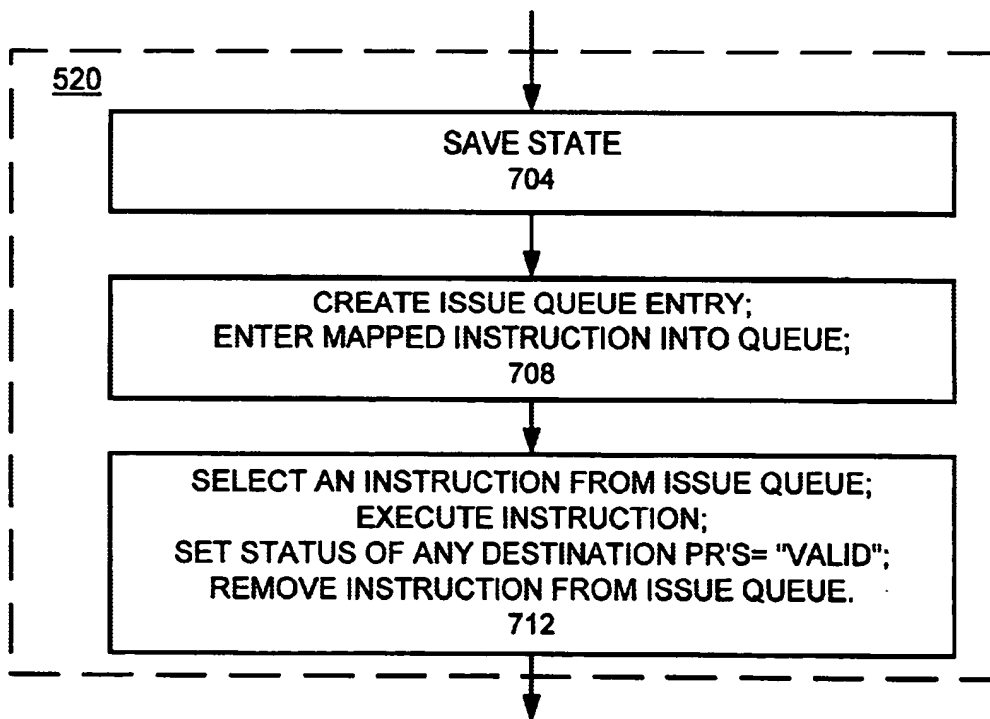 520
SAVE STATE
704
CREATE ISSUE QUEUE ENTRY;
ENTER MAPPED INSTRUCTION INTO QUEUE;
708
SELECT AN INSTRUCTION FROM ISSUE QUEUE;
EXECUTE INSTRUCTION;
SET STATUS OF ANY DESTINATION PR'S= "VALID";
REMOVE INSTRUCTION FROM ISSUE QUEUE.
712